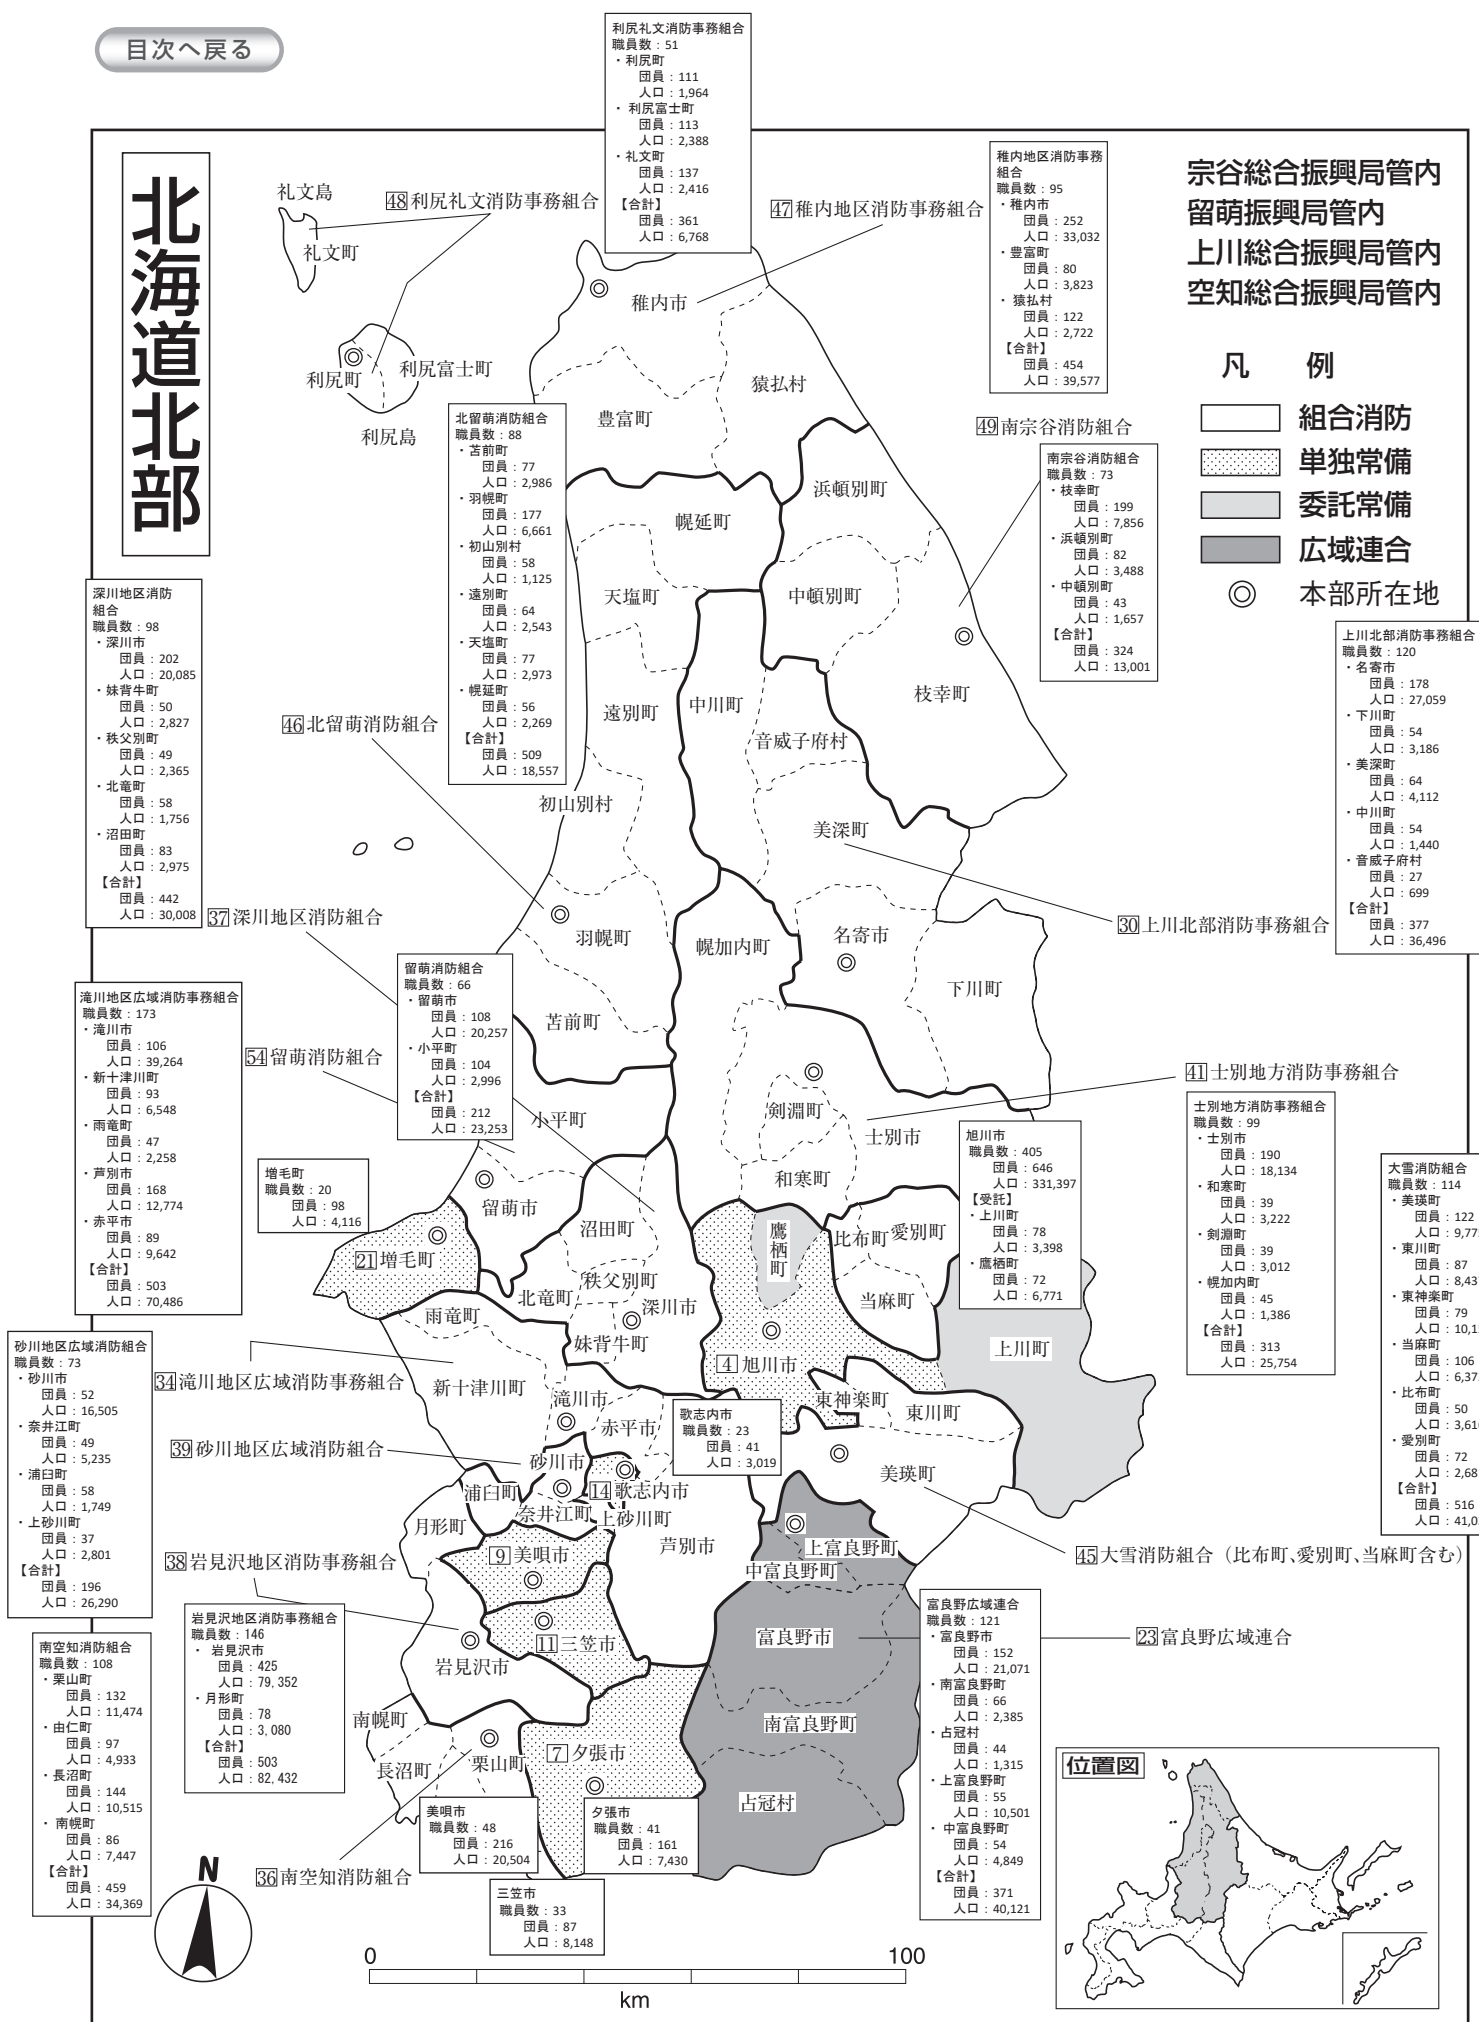 目次へ戻る
北海道北部
宗谷総合振興局管内
留萌振興局管内
上川総合振興局管内
空知総合振興局管内
凡 例
組合消防
単独常備
委託常備
広域連合
本部所在地
利尻礼文消防事務組合
職員数：51
・利尻町
団員：111
人口：1,964
・ 利尻富士町
団員：113
人口：2,388
・礼文町
団員：137
人口：2,416
【合計】
団員：361
人口：6,768
稚内地区消防事務
組合
職員数：95
・稚内市
団員：252
人口：33,032
・豊富町
団員：80
人口：3,823
・ 猿払村
団員：122
人口：2,722
【合計】
団員：454
人口：39,577
北留萌消防組合
職員数：88
・苫前町
団員：77
人口：2,986
・羽幌町
団員：177
人口：6,661
・初山別村
団員：58
人口：1,125
・遠別町
団員：64
人口：2,543
・天塩町
団員：77
人口：2,973
・幌延町
団員：56
人口：2,269
【合計】
団員：509
人口：18,557
南宗谷消防組合
職員数：73
・枝幸町
団員：199
人口：7,856
・浜頓別町
団員：82
人口：3,488
・中頓別町
団員：43
人口：1,657
【合計】
団員：324
人口：13,001
深川地区消防
組合
職員数：98
・深川市
団員：202
人口：20,085
・妹背牛町
団員：50
人口：2,827
・秩父別町
団員：49
人口：2,365
・北竜町
団員：58
人口：1,756
・沼田町
団員：83
人口：2,975
【合計】
団員：442
人口：30,008
上川北部消防事務組合
職員数：120
・名寄市
団員：178
人口：27,059
・下川町
団員：54
人口：3,186
・美深町
団員：64
人口：4,112
・中川町
団員：54
人口：1,440
・音威子府村
団員：27
人口：699
【合計】
団員：377
人口：36,496
留萌消防組合
職員数：66
・留萌市
団員：108
人口：20,257
・小平町
団員：104
人口：2,996
【合計】
団員：212
人口：23,253
滝川地区広域消防事務組合
職員数：173
・滝川市
団員：106
人口：39,264
・新十津川町
団員：93
人口：6,548
・雨竜町
団員：47
人口：2,258
・芦別市
団員：168
人口：12,774
・赤平市
団員：89
人口：9,642
【合計】
団員：503
人口：70,486
増毛町
職員数：20
団員：98
人口：4,116
士別地方消防事務組合
職員数：99
・士別市
団員：190
人口：18,134
・和寒町
団員：39
人口：3,222
・剣淵町
団員：39
人口：3,012
・幌加内町
団員：45
人口：1,386
【合計】
団員：313
人口：25,754
旭川市
職員数：405
団員：646
人口：331,397
【受託】
・上川町
団員：78
人口：3,398
・鷹栖町
団員：72
人口：6,771
大雪消防組合
職員数：114
・美瑛町
団員：122
人口：9,77
・東川町
団員：87
人口：8,43
・東神楽町
団員：79
人口：10,1
・当麻町
団員：106
人口：6,37
・比布町
団員：50
人口：3,61
・愛別町
団員：72
人口：2,68
【合計】
団員：516
人口：41,0
砂川地区広域消防組合
職員数：73
・砂川市
団員：52
人口：16,505
・奈井江町
団員：49
人口：5,235
・浦臼町
団員：58
人口：1,749
・上砂川町
団員：37
人口：2,801
【合計】
団員：196
人口：26,290
歌志内市
職員数：23
団員：41
人口：3,019
岩見沢地区消防事務組合
職員数：146
・ 岩見沢市
団員：425
人口：79,352
・月形町
団員：78
人口：3,080
【合計】
団員：503
人口：82,432
南空知消防組合
職員数：108
・栗山町
団員：132
人口：11,474
・由仁町
団員：97
人口：4,933
・長沼町
団員：144
人口：10,515
・ 南幌町
団員：86
人口：7,447
【合計】
団員：459
人口：34,369
富良野広域連合
職員数：121
・富良野市
団員：152
人口：21,071
・南富良野町
団員：66
人口：2,385
・占冠村
団員：44
人口：1,315
・上富良野町
団員：55
人口：10,501
・ 中富良野町
団員：54
人口：4,849
【合計】
団員：371
人口：40,121
美唄市
職員数：48
団員：216
人口：20,504
夕張市
職員数：41
団員：161
人口：7,430
三笠市
職員数：33
団員：87
人口：8,148
礼文島
礼文町
48利尻礼文消防事務組合
47稚内地区消防事務組合
稚内市
利尻町
利尻富士町
利尻島
猿払村
豊富町
49南宗谷消防組合
浜頓別町
幌延町
天塩町
中頓別町
枝幸町
46北留萌消防組合
遠別町
中川町
音威子府村
初山別村
美深町
37深川地区消防組合
羽幌町
幌加内町
名寄市
30上川北部消防事務組合
下川町
苫前町
54留萌消防組合
41士別地方消防事務組合
剣淵町
小平町
士別市
和寒町
留萌市
沼田町
鷹栖町
比布町
愛別町
21増毛町
秩父別町
北竜町
深川市
当麻町
雨竜町
妹背牛町
上川町
4旭川市
34滝川地区広域消防事務組合
新十津川町
滝川市
東神楽町
東川町
赤平市
39砂川地区広域消防組合
砂川市
美瑛町
14歌志内市
浦臼町
奈井江町
上砂川町
月形町
芦別市
上富良野町
45大雪消防組合（比布町、愛別町、当麻町含む）
9美唄市
38岩見沢地区消防事務組合
中富良野町
11三笠市
富良野市
23富良野広域連合
岩見沢市
南幌町
南富良野町
7夕張市
長沼町
栗山町
占冠村
36南空知消防組合
位置図
N
0 100
km